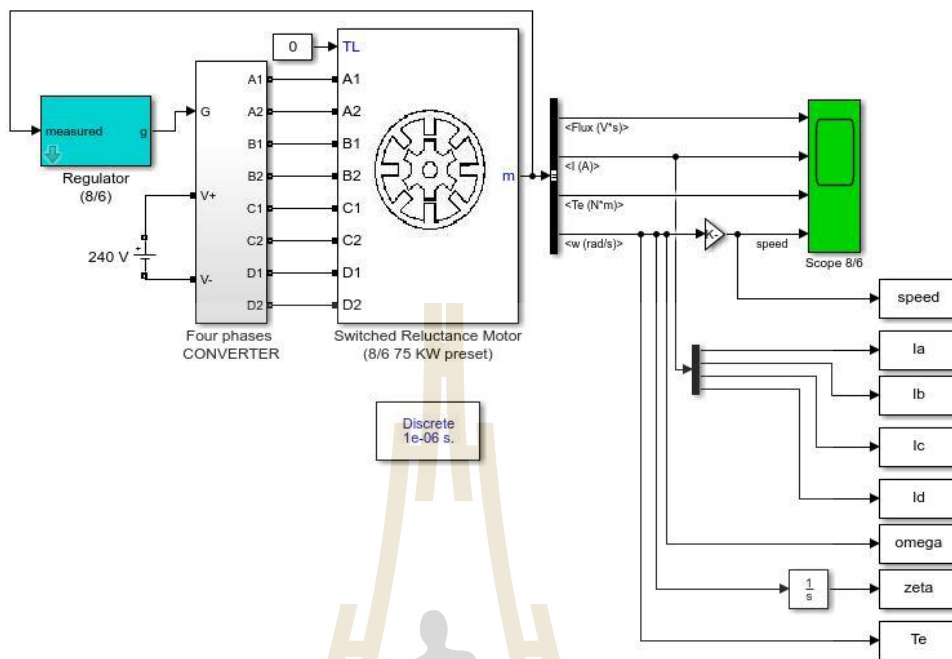 0
TL
A1
A1
A2
A2
B1
B1
B2
B2
C1
C1
C2
C2
D1
D1
D2
D2
G
V+
V-
measured
g
Regulator
(8/6)
240 V
+
Four phases
CONVERTER
m
Switched Reluctance Motor
(8/6 75 KW preset)
Discrete
1e-06 s.
<Flux (V*s)>
<I (A)>
<Te (N*m)>
<w (rad/s)>
K-
speed
Scope 8/6
speed
Ia
Ib
Ic
Id
omega
1
s
zeta
Te